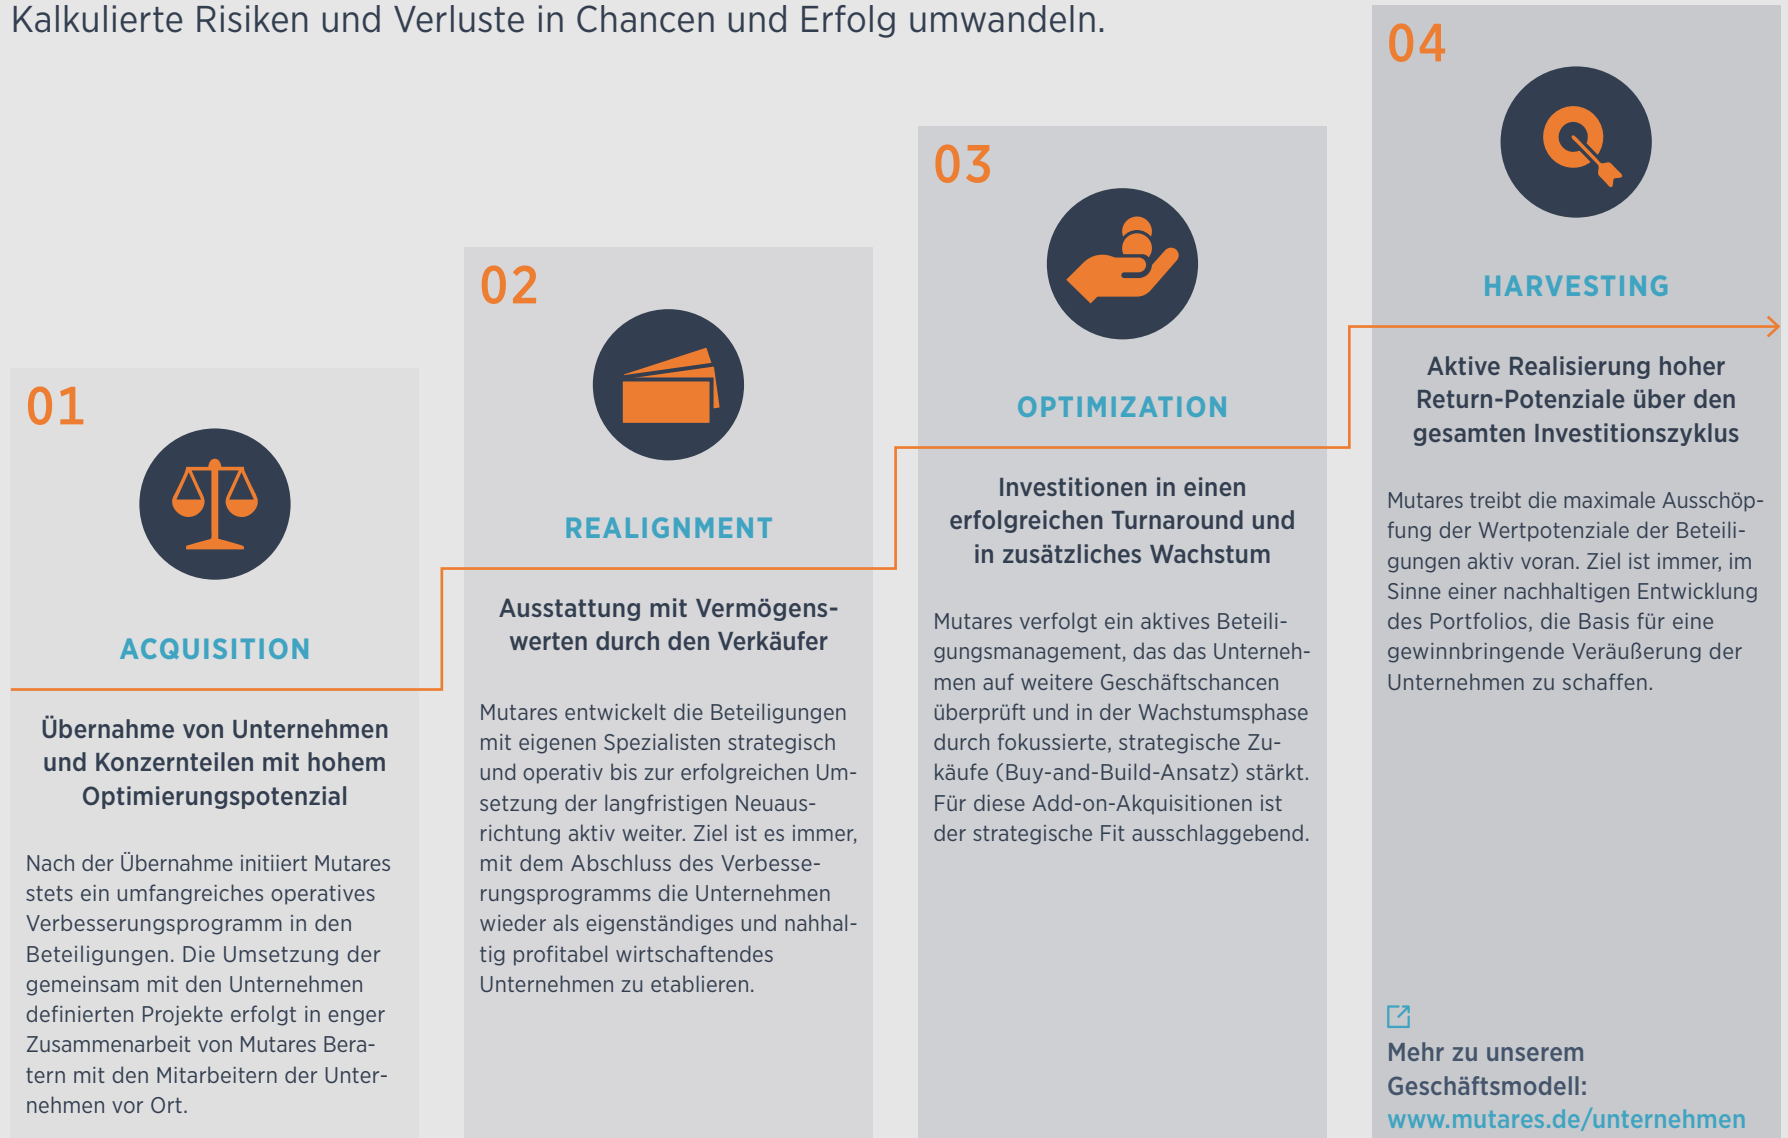 Kalkulierte Risiken und Verluste in Chancen und Erfolg umwandeln.
01
ACQUISITION
Übernahme von Unternehmen
und Konzernteilen mit hohem
Optimierungspotenzial
Nach der Übernahme initiiert Mutares
stets ein umfangreiches operatives
Verbesserungsprogramm in den
Beteiligungen. Die Umsetzung der
gemeinsam mit den Unternehmen
definierten Projekte erfolgt in enger
Zusammenarbeit von Mutares Bera-
tern mit den Mitarbeitern der Unter-
nehmen vor Ort.
02
REALIGNMENT
Ausstattung mit Vermögens-
werten durch den Verkäufer
Mutares entwickelt die Beteiligungen
mit eigenen Spezialisten strategisch
und operativ bis zur erfolgreichen Um-
setzung der langfristigen Neuaus-
richtung aktiv weiter. Ziel ist es immer,
mit dem Abschluss des Verbesse-
rungsprogramms die Unternehmen
wieder als eigenständiges und nahhal-
tig profitabel wirtschaftendes
Unternehmen zu etablieren.
03
OPTIMIZATION
Investitionen in einen
erfolgreichen Turnaround und
in zusätzliches Wachstum
Mutares verfolgt ein aktives Beteili-
gungsmanagement, das das Unterneh-
men auf weitere Geschäftschancen
überprüft und in der Wachstumsphase
durch fokussierte, strategische Zu-
käufe (Buy-and-Build-Ansatz) stärkt.
Für diese Add-on-Akquisitionen ist
der strategische Fit ausschlaggebend.
04
HARVESTING
Aktive Realisierung hoher
Return-Potenziale über den
gesamten Investitionszyklus
Mutares treibt die maximale Ausschöp-
fung der Wertpotenziale der Beteili-
gungen aktiv voran. Ziel ist immer, im
Sinne einer nachhaltigen Entwicklung
des Portfolios, die Basis für eine
gewinnbringende Veräußerung der
Unternehmen zu schaffen.
Mehr zu unserem
Geschäftsmodell:
www.mutares.de/unternehmen